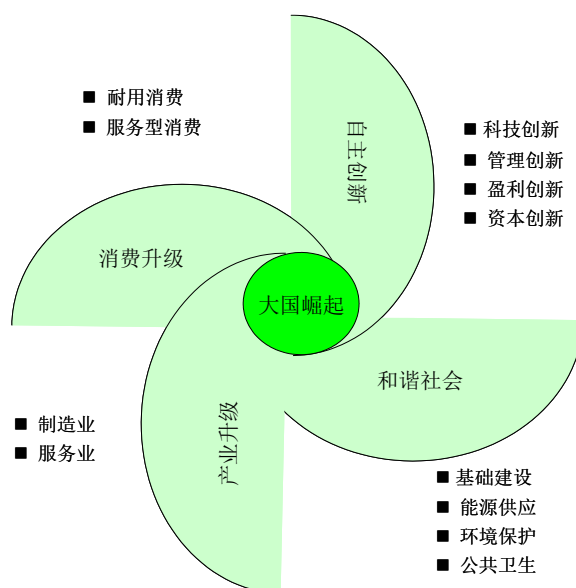 耐用消费
服务型消费
自主创新
科技创新
管理创新
盈利创新
资本创新
消费升级
大国崛起
和谐社会
制造业
服务业
产业升级
基础建设
能源供应
环境保护
公共卫生